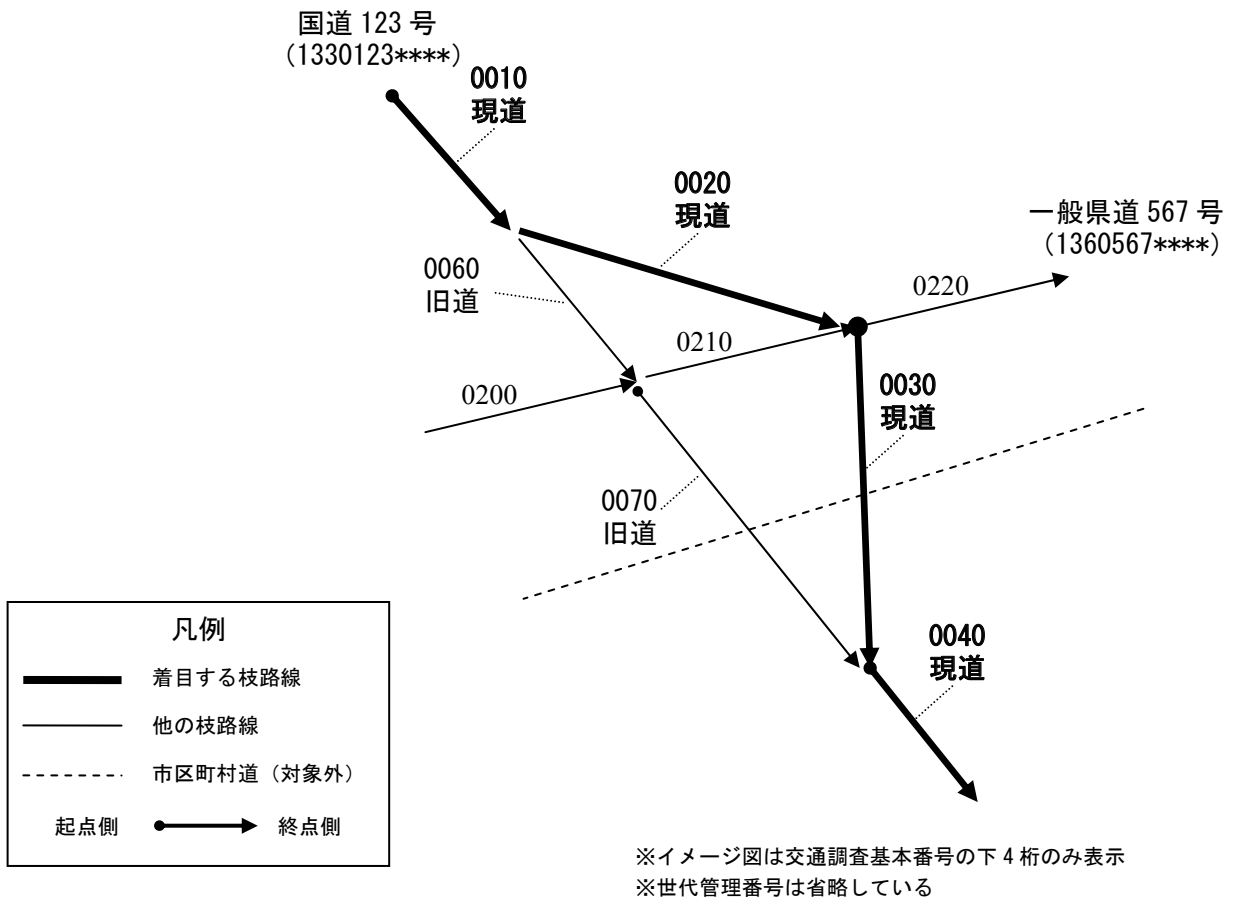 国道 123 号
（1330123****）
0010
現道
0020
現道
一般県道 567 号
（1360567****）
0060
旧道
0220
0210
0200
0030
現道
0070
旧道
0040
現道
凡例
着目する枝路線
他の枝路線
市区町村道（対象外）
起点側 終点側
※イメージ図は交通調査基本番号の下 4 桁のみ表示
※世代管理番号は省略している